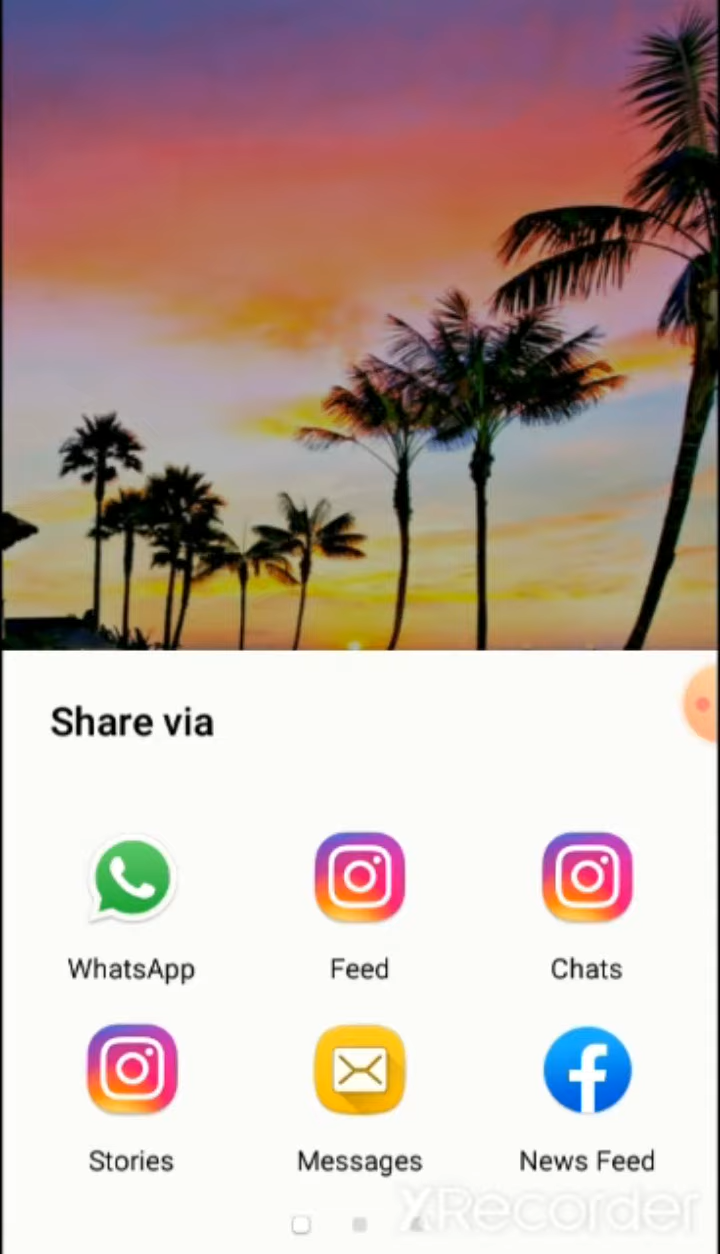 Share via
WhatsApp
Feed
Chats
Stories
Messages
News Feed
XRecorder